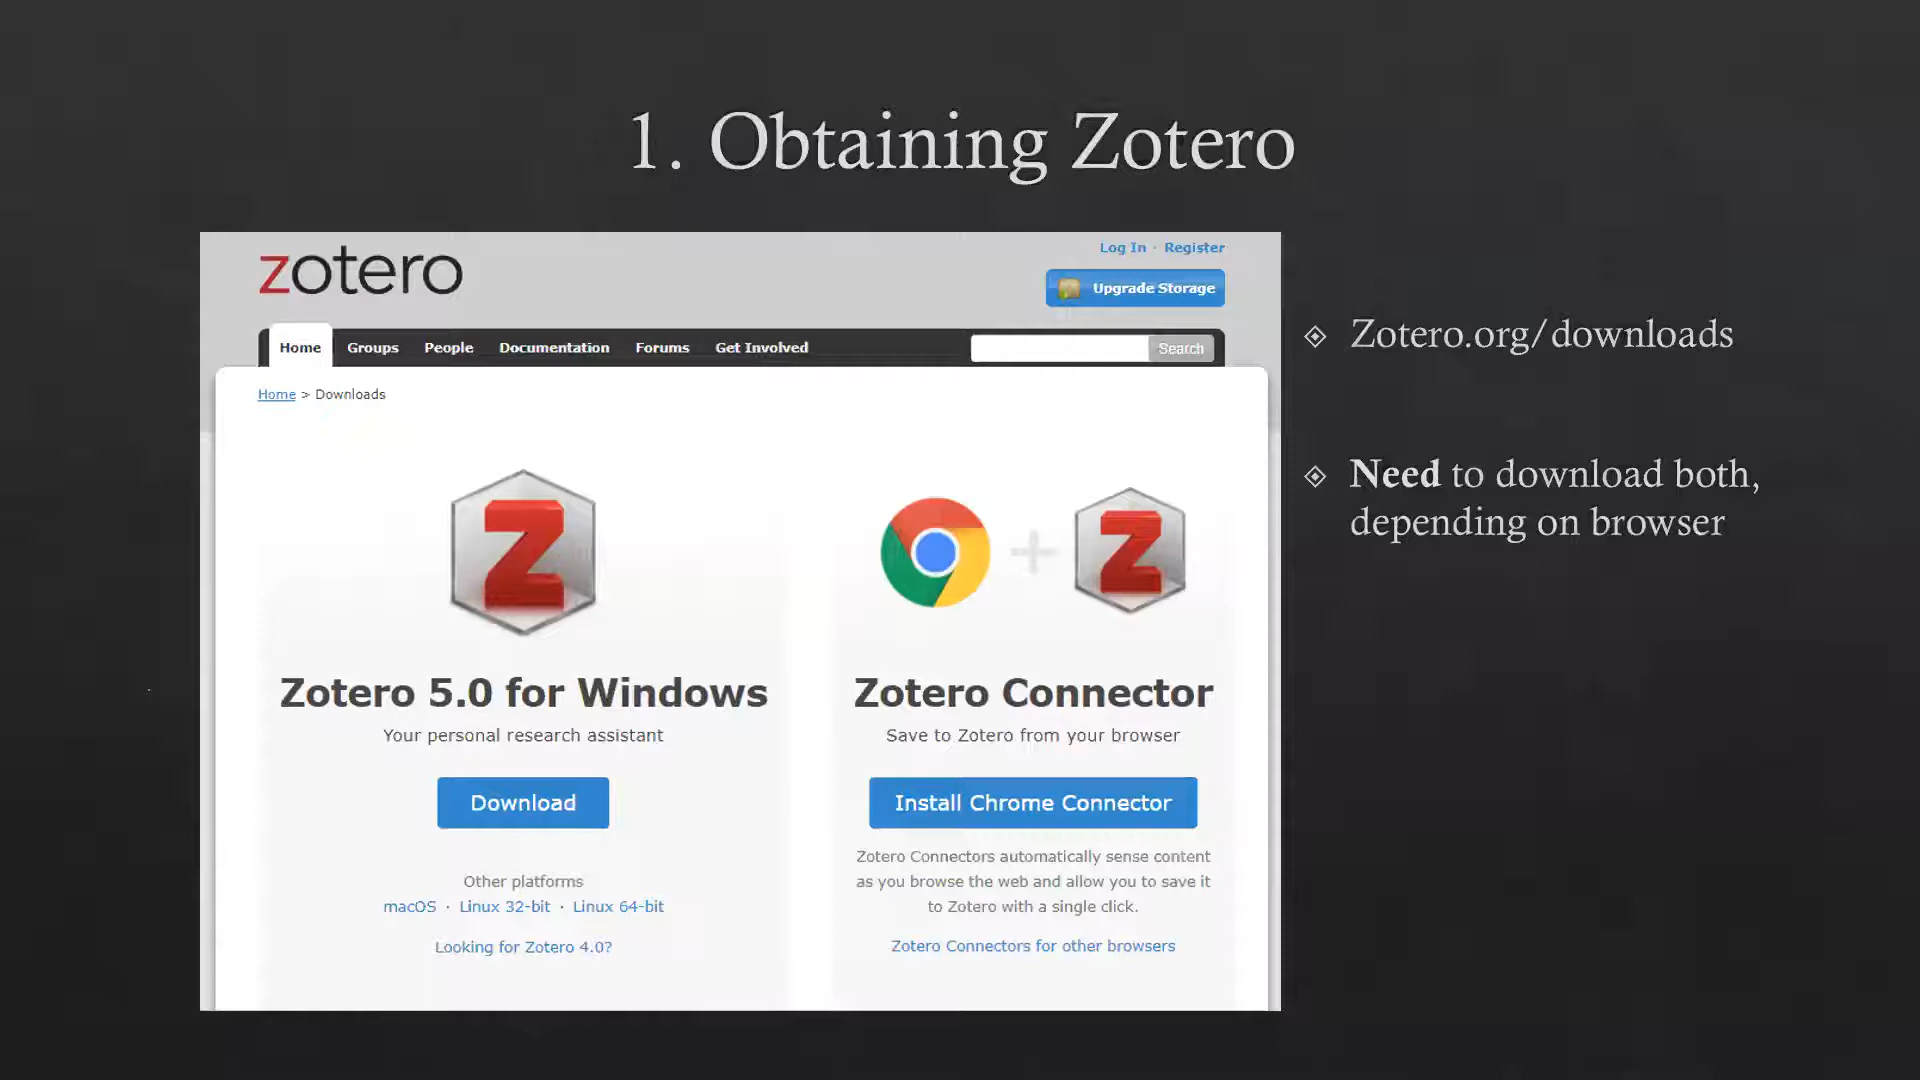 1. Obtaining Zotero
zotero
Log In · Register
Upgrade Storage
Home Groups People Documentation Forums Get Involved Search
Home > Downloads
Zotero 5.0 for Windows
Your personal research assistant
Download
Other platforms
macOS · Linux 32-bit · Linux 64-bit
Looking for Zotero 4.0?
Zotero Connector
Save to Zotero from your browser
Install Chrome Connector
Zotero Connectors automatically sense content
as you browse the web and allow you to save it
to Zotero with a single click.
Zotero Connectors for other browsers
Zotero.org/downloads
Need to download both,
depending on browser